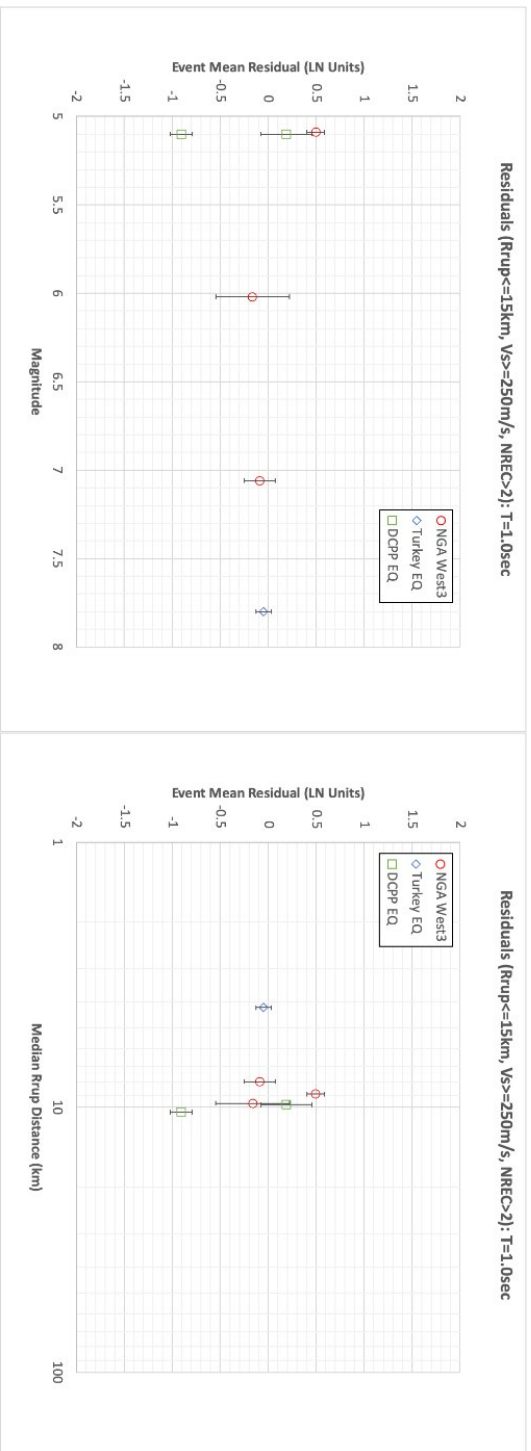 Residuals (Rrup<=15km, Vs>=250m/s, NREC>2): T=1.0sec
Event Mean Residual (LN Units)
2
1.5
1
0.5
0
-0.5
-1
-1.5
-2
5
5.5
6
6.5
7
7.5
8
Magnitude
NGA West3
Turkey EQ
DCPP EQ
Residuals (Rrup<=15km, Vs>=250m/s, NREC>2): T=1.0sec
Event Mean Residual (LN Units)
2
1.5
1
0.5
0
-0.5
-1
-1.5
-2
1
10
100
Median Rrup Distance (km)
NGA West3
Turkey EQ
DCPP EQ